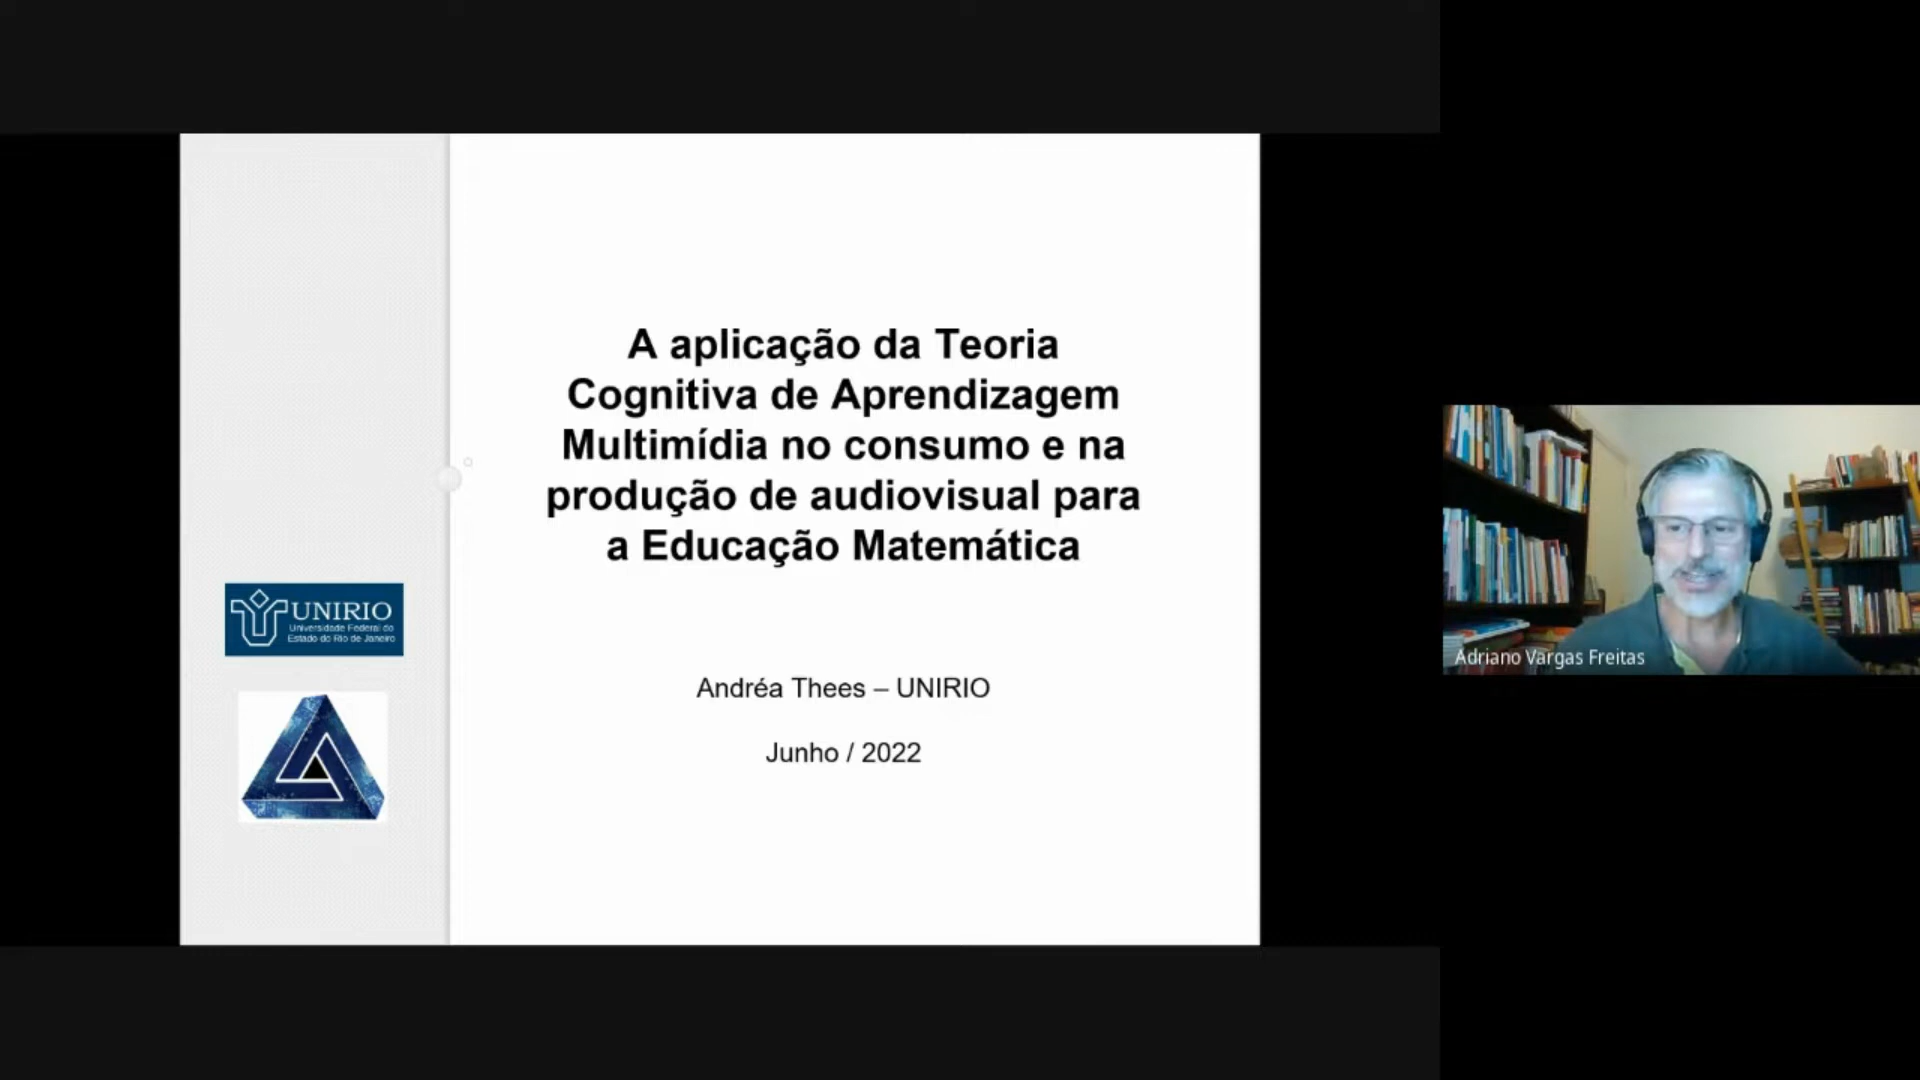 A aplicação da Teoria
Cognitiva de Aprendizagem
Multimídia no consumo e na
produção de audiovisual para
a Educação Matemática
UNIRIO
Universidade Federal do
Estado do Rio de Janeiro
Andréa Thees – UNIRIO
Junho / 2022
Adriano Vargas Freitas